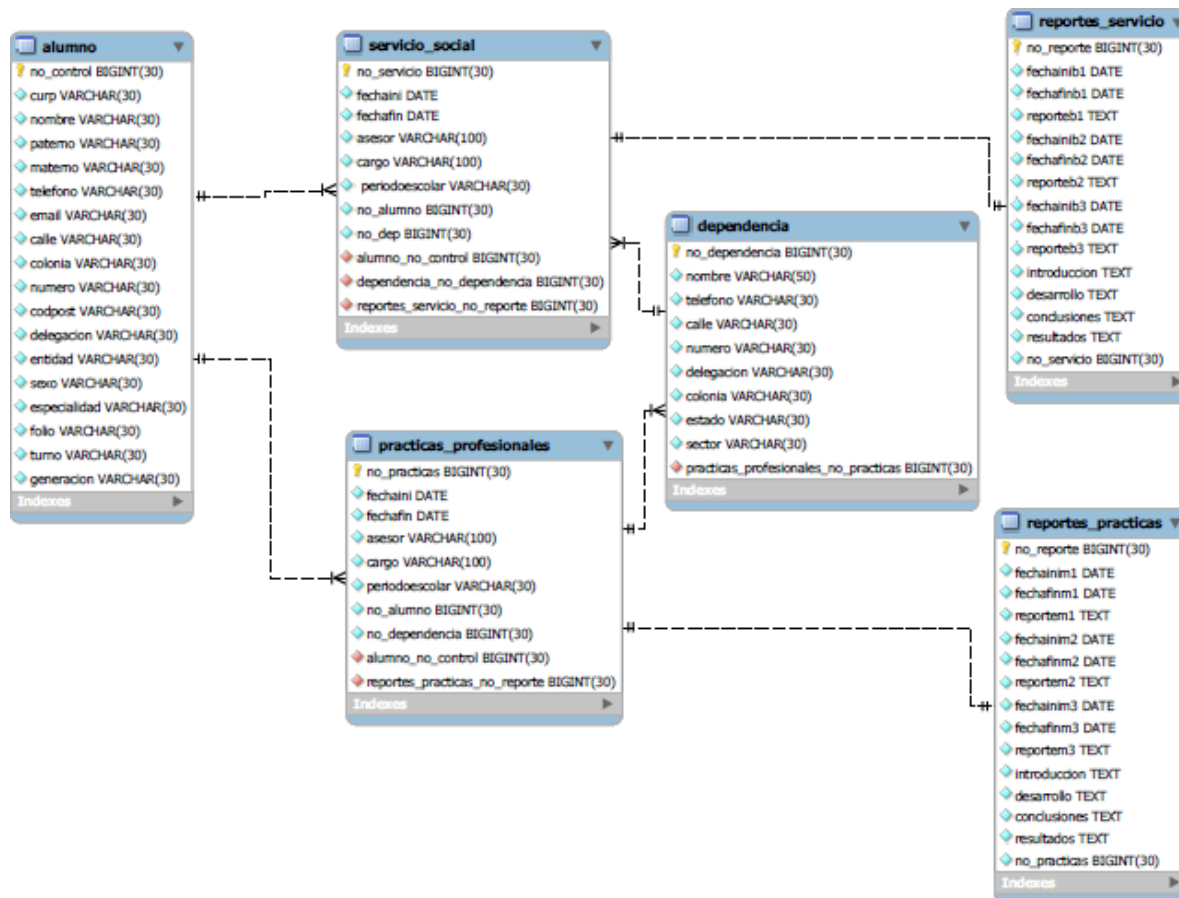 alumno
no_control BIGINT(30)
curp VARCHAR(30)
nombre VARCHAR(30)
paterno VARCHAR(30)
materno VARCHAR(30)
telefono VARCHAR(30)
email VARCHAR(30)
calle VARCHAR(30)
colonia VARCHAR(30)
numero VARCHAR(30)
codpost VARCHAR(30)
delegacion VARCHAR(30)
entidad VARCHAR(30)
sexo VARCHAR(30)
especialidad VARCHAR(30)
folio VARCHAR(30)
turno VARCHAR(30)
generacion VARCHAR(30)
Indexes
servicio_social
no_servicio BIGINT(30)
fechaini DATE
fechafin DATE
asesor VARCHAR(100)
cargo VARCHAR(100)
periodoescolar VARCHAR(30)
no_alumno BIGINT(30)
no_dep BIGINT(30)
alumno_no_control BIGINT(30)
dependencia_no_dependencia BIGINT(30)
reportes_servicio_no_reporte BIGINT(30)
Indexes
practicas_profesionales
no_practicas BIGINT(30)
fechaini DATE
fechafin DATE
asesor VARCHAR(100)
cargo VARCHAR(100)
periodoescolar VARCHAR(30)
no_alumno BIGINT(30)
no_dependencia BIGINT(30)
alumno_no_control BIGINT(30)
reportes_practicas_no_reporte BIGINT(30)
Indexes
dependencia
no_dependencia BIGINT(30)
nombre VARCHAR(50)
telefono VARCHAR(30)
calle VARCHAR(30)
numero VARCHAR(30)
delegacion VARCHAR(30)
colonia VARCHAR(30)
estado VARCHAR(30)
sector VARCHAR(30)
practicas_profesionales_no_practicas BIGINT(30)
Indexes
reportes_servicio
no_reporte BIGINT(30)
fechainib1 DATE
fechafinb1 DATE
reporteb1 TEXT
fechainib2 DATE
fechafinb2 DATE
reporteb2 TEXT
fechainib3 DATE
fechafinb3 DATE
reporteb3 TEXT
introduccion TEXT
desarrollo TEXT
conclusiones TEXT
resultados TEXT
no_servicio BIGINT(30)
Indexes
reportes_practicas
no_reporte BIGINT(30)
fechainim1 DATE
fechafinm1 DATE
reportem1 TEXT
fechainim2 DATE
fechafinm2 DATE
reportem2 TEXT
fechainim3 DATE
fechafinm3 DATE
reportem3 TEXT
introduccion TEXT
desarrollo TEXT
conclusiones TEXT
resultados TEXT
no_practicas BIGINT(30)
Indexes